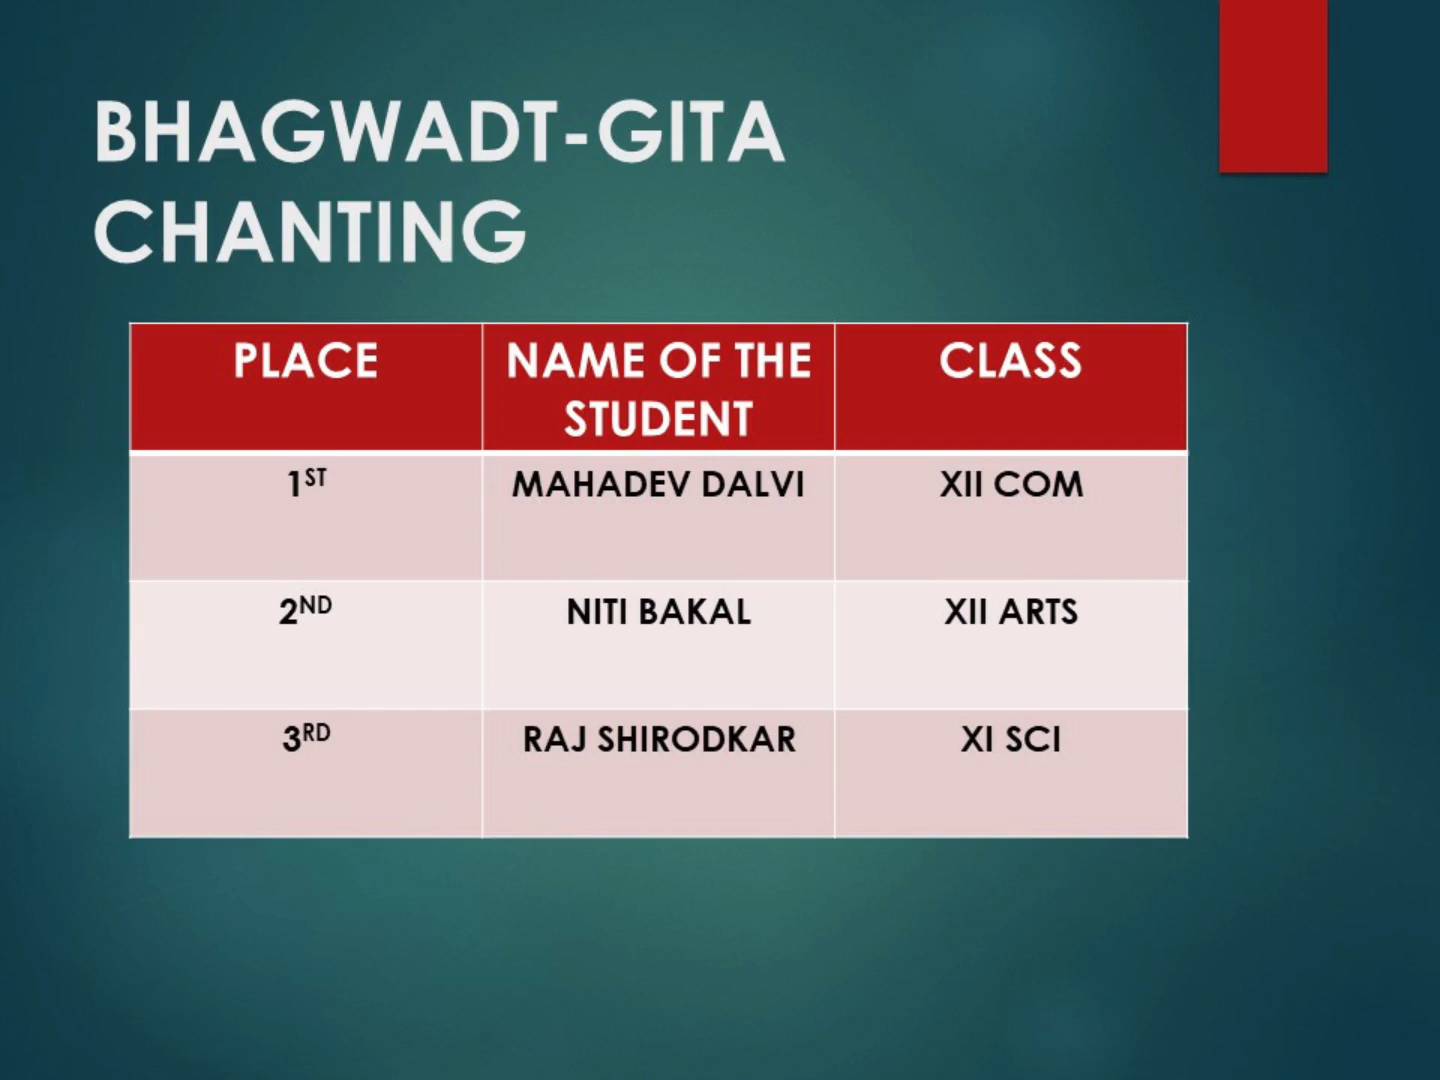 BHAGWADT-GITA
CHANTING
PLACE
NAME OF THE
STUDENT
CLASS
1ST
MAHADEV DALVI
XII COM
2ND
NITI BAKAL
XII ARTS
3RD
RAJ SHIRODKAR
XI SCI